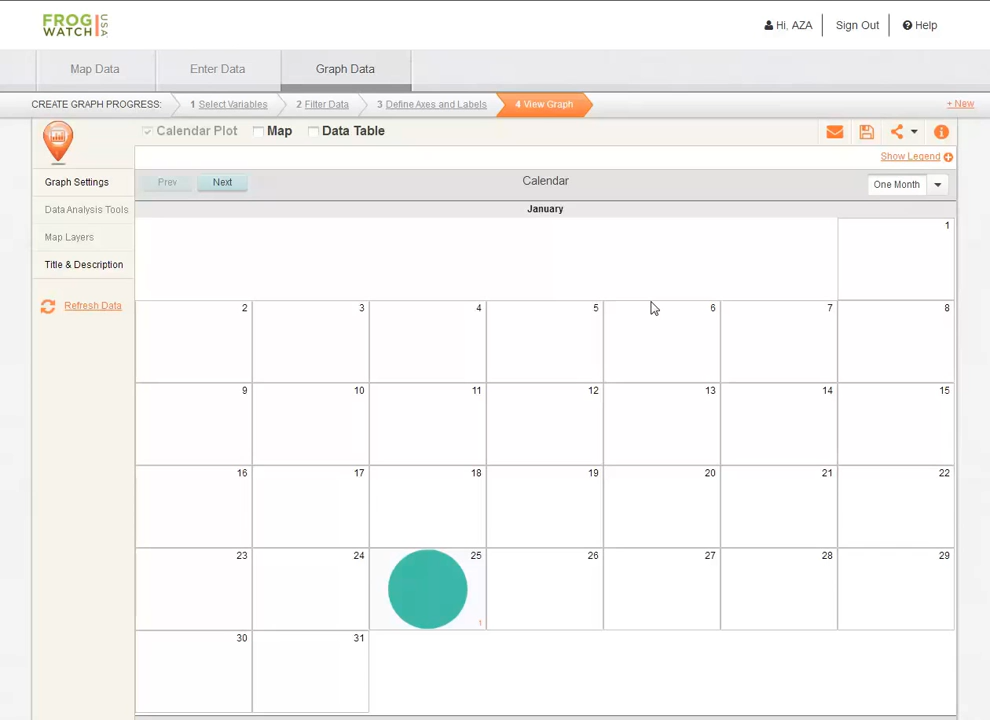 FROG
WATCH
USA
Hi, AZA
Sign Out
Help
Map Data
Enter Data
Graph Data
CREATE GRAPH PROGRESS:
1 Select Variables
2 Filter Data
3 Define Axes and Labels
4 View Graph
+ New
Calendar Plot
Map
Data Table
Show Legend
Graph Settings
Data Analysis Tools
Map Layers
Title & Description
Refresh Data
Prev
Next
Calendar
One Month
January
1
2 3 4 5 6 7 8
9 10 11 12 13 14 15
16 17 18 19 20 21 22
23 24 25 26 27 28 29
1
30 31